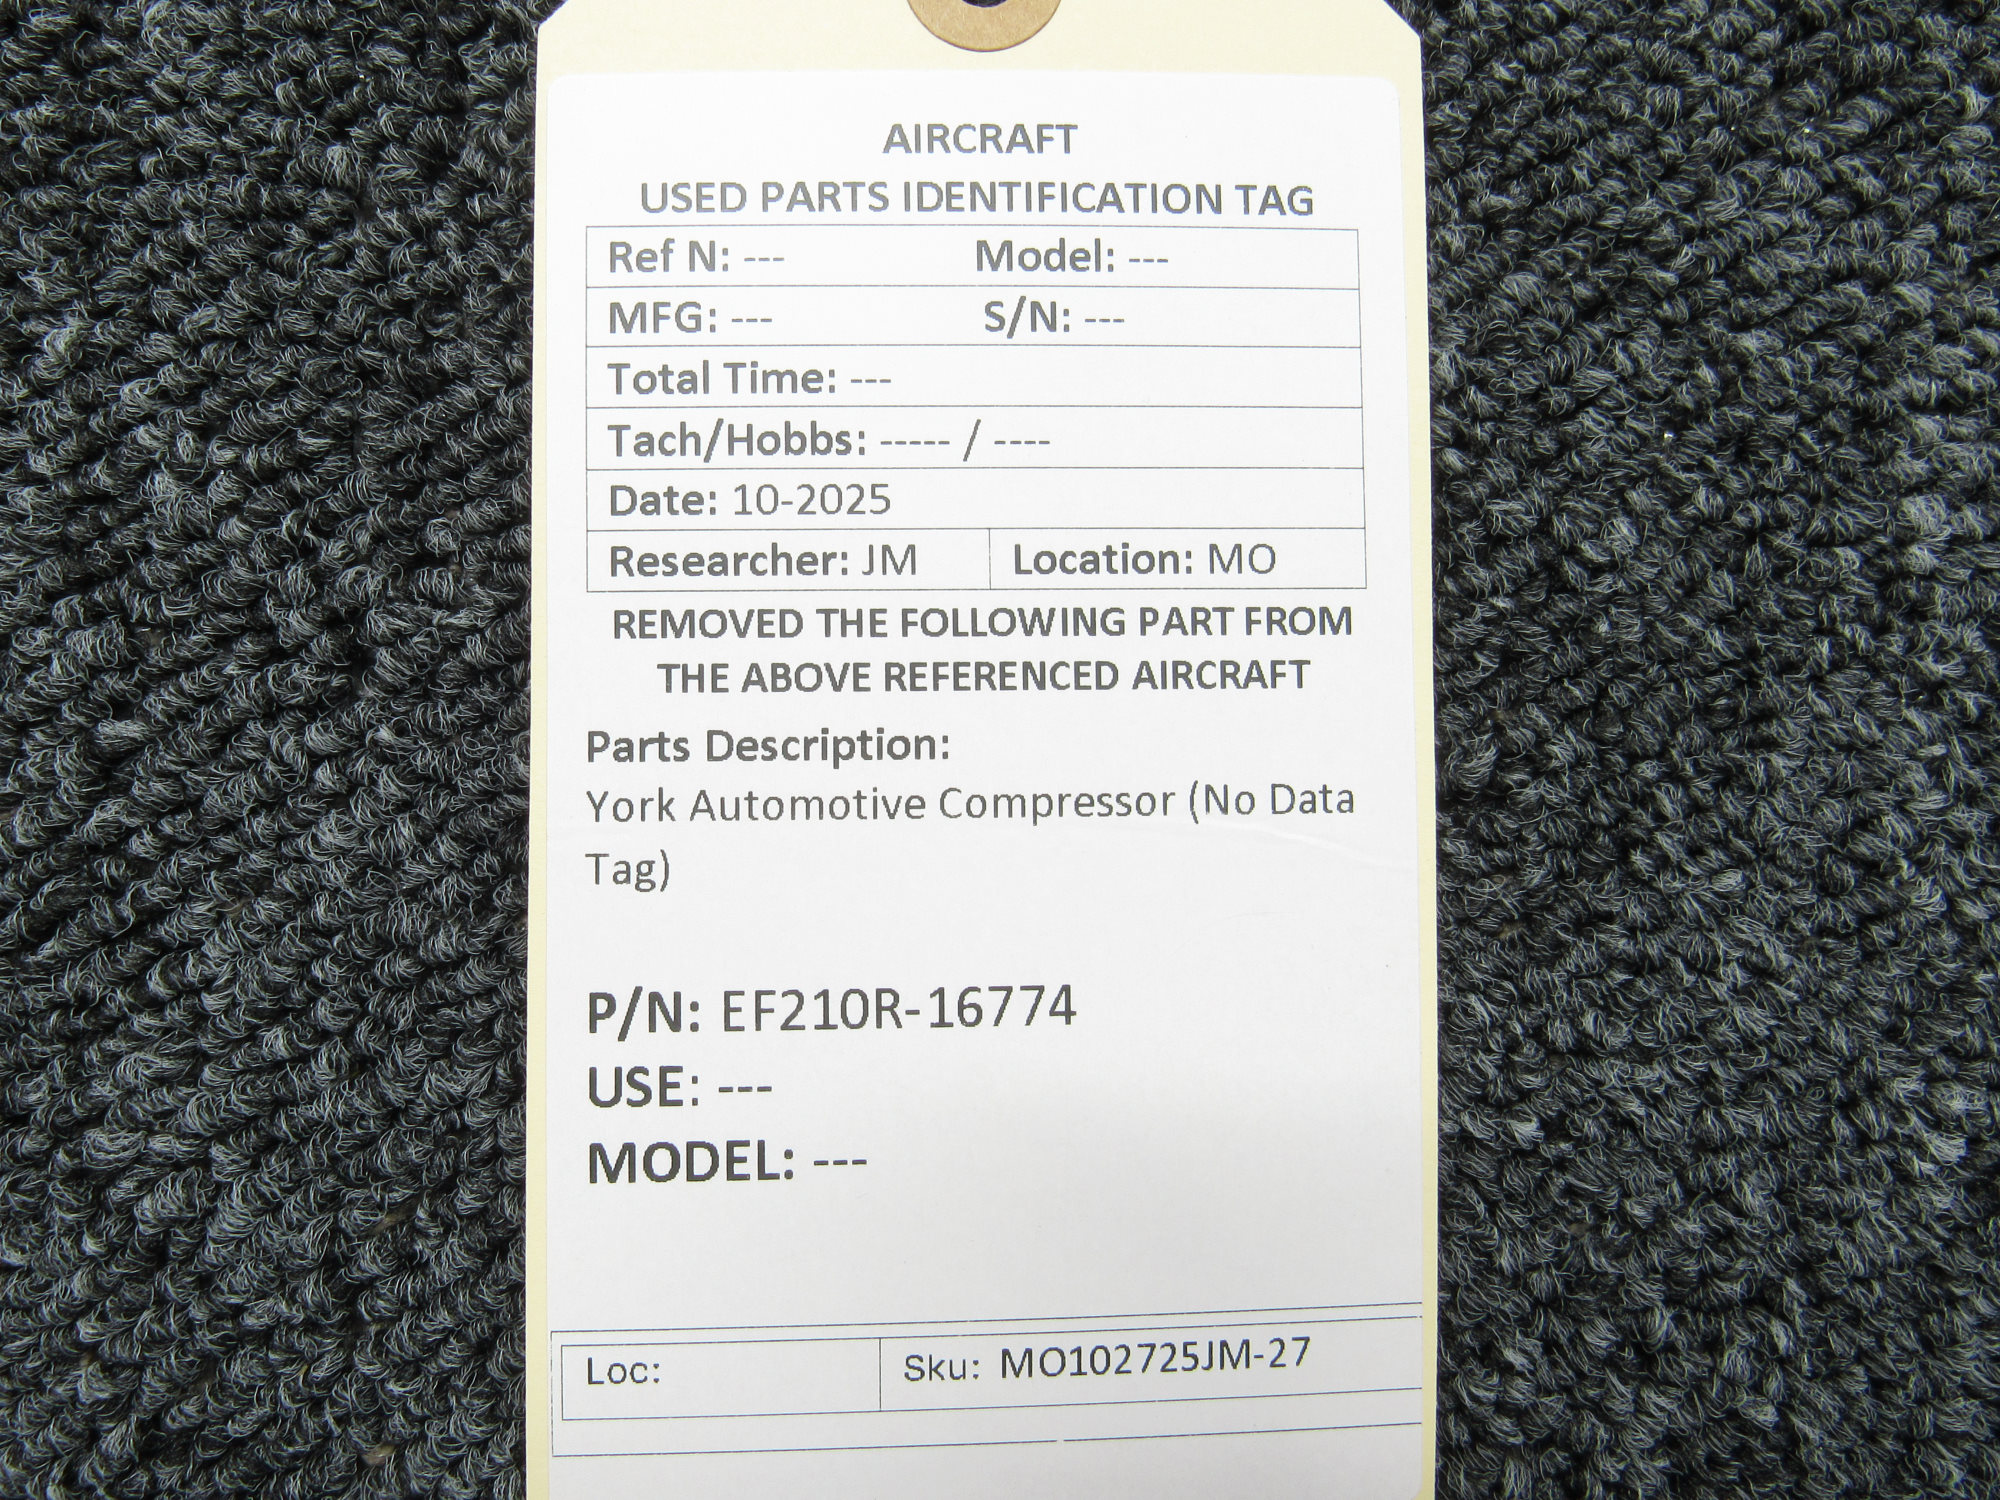 AIRCRAFT
USED PARTS IDENTIFICATION TAG
Ref N: --- Model: ---
MFG: --- S/N: ---
Total Time: ---
Tach/Hobbs: ----- / ----
Date: 10-2025
Researcher: JM Location: MO
REMOVED THE FOLLOWING PART FROM
THE ABOVE REFERENCED AIRCRAFT
Parts Description:
York Automotive Compressor (No Data
Tag)
P/N: EF210R-16774
USE: ---
MODEL: ---
Loc: Sku: MO102725JM-27